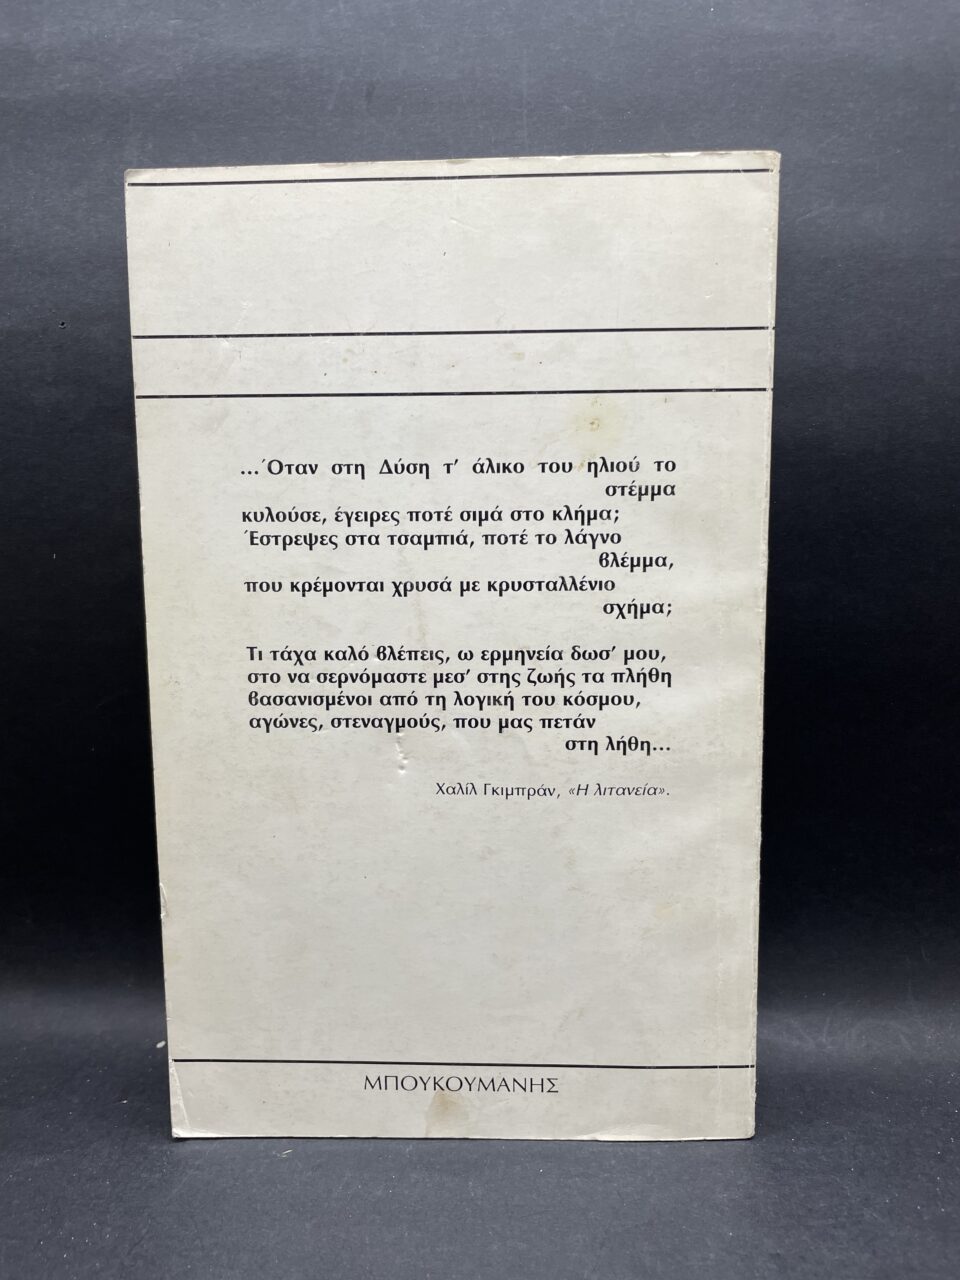 ...Όταν στη Δύση τ' άλικο του ηλιού το
στέμμα
κυλούσε, έγειρες ποτέ σιμά στο κλήμα;
Έστρεψες στα τσαμπιά, ποτέ το λάγνο
βλέμμα,
που κρέμονται χρυσά με κρυσταλλένιο
σχήμα;
Τι τάχα καλό βλέπεις, ω ερμηνεία δωσ' μου,
στο να σερνόμαστε μεσ' στης ζωής τα πλήθη
βασανισμένοι από τη λογική του κόσμου,
αγώνες, στεναγμούς, που μας πετάν
στη λήθη...
Χαλίλ Γκιμπράν, «Η λιτανεία».
ΜΠΟΥΚΟΥΜΑΝΗΣ